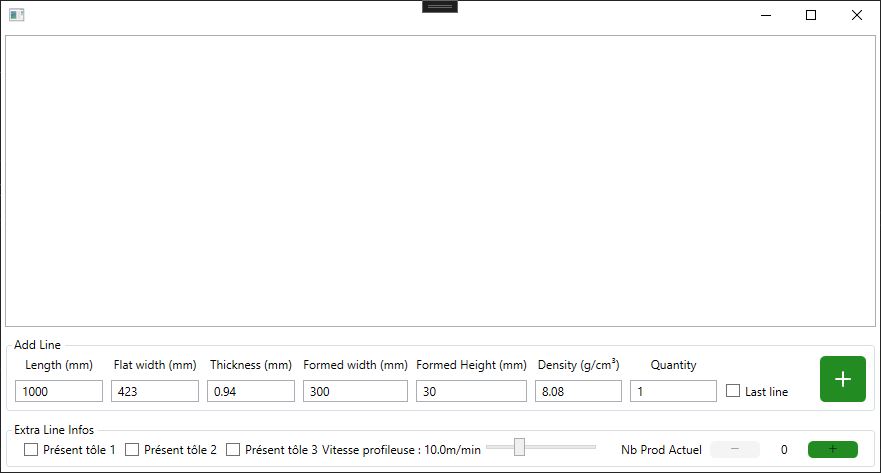 Add Line
Length (mm) Flat width (mm) Thickness (mm) Formed width (mm) Formed Height (mm) Density (g/cm³) Quantity
1000 423 0.94 300 30 8.08 1 Last line
Extra Line Infos
Présent tôle 1 Présent tôle 2 Présent tôle 3 Vitesse profileuse : 10.0m/min Nb Prod Actuel − 0 +